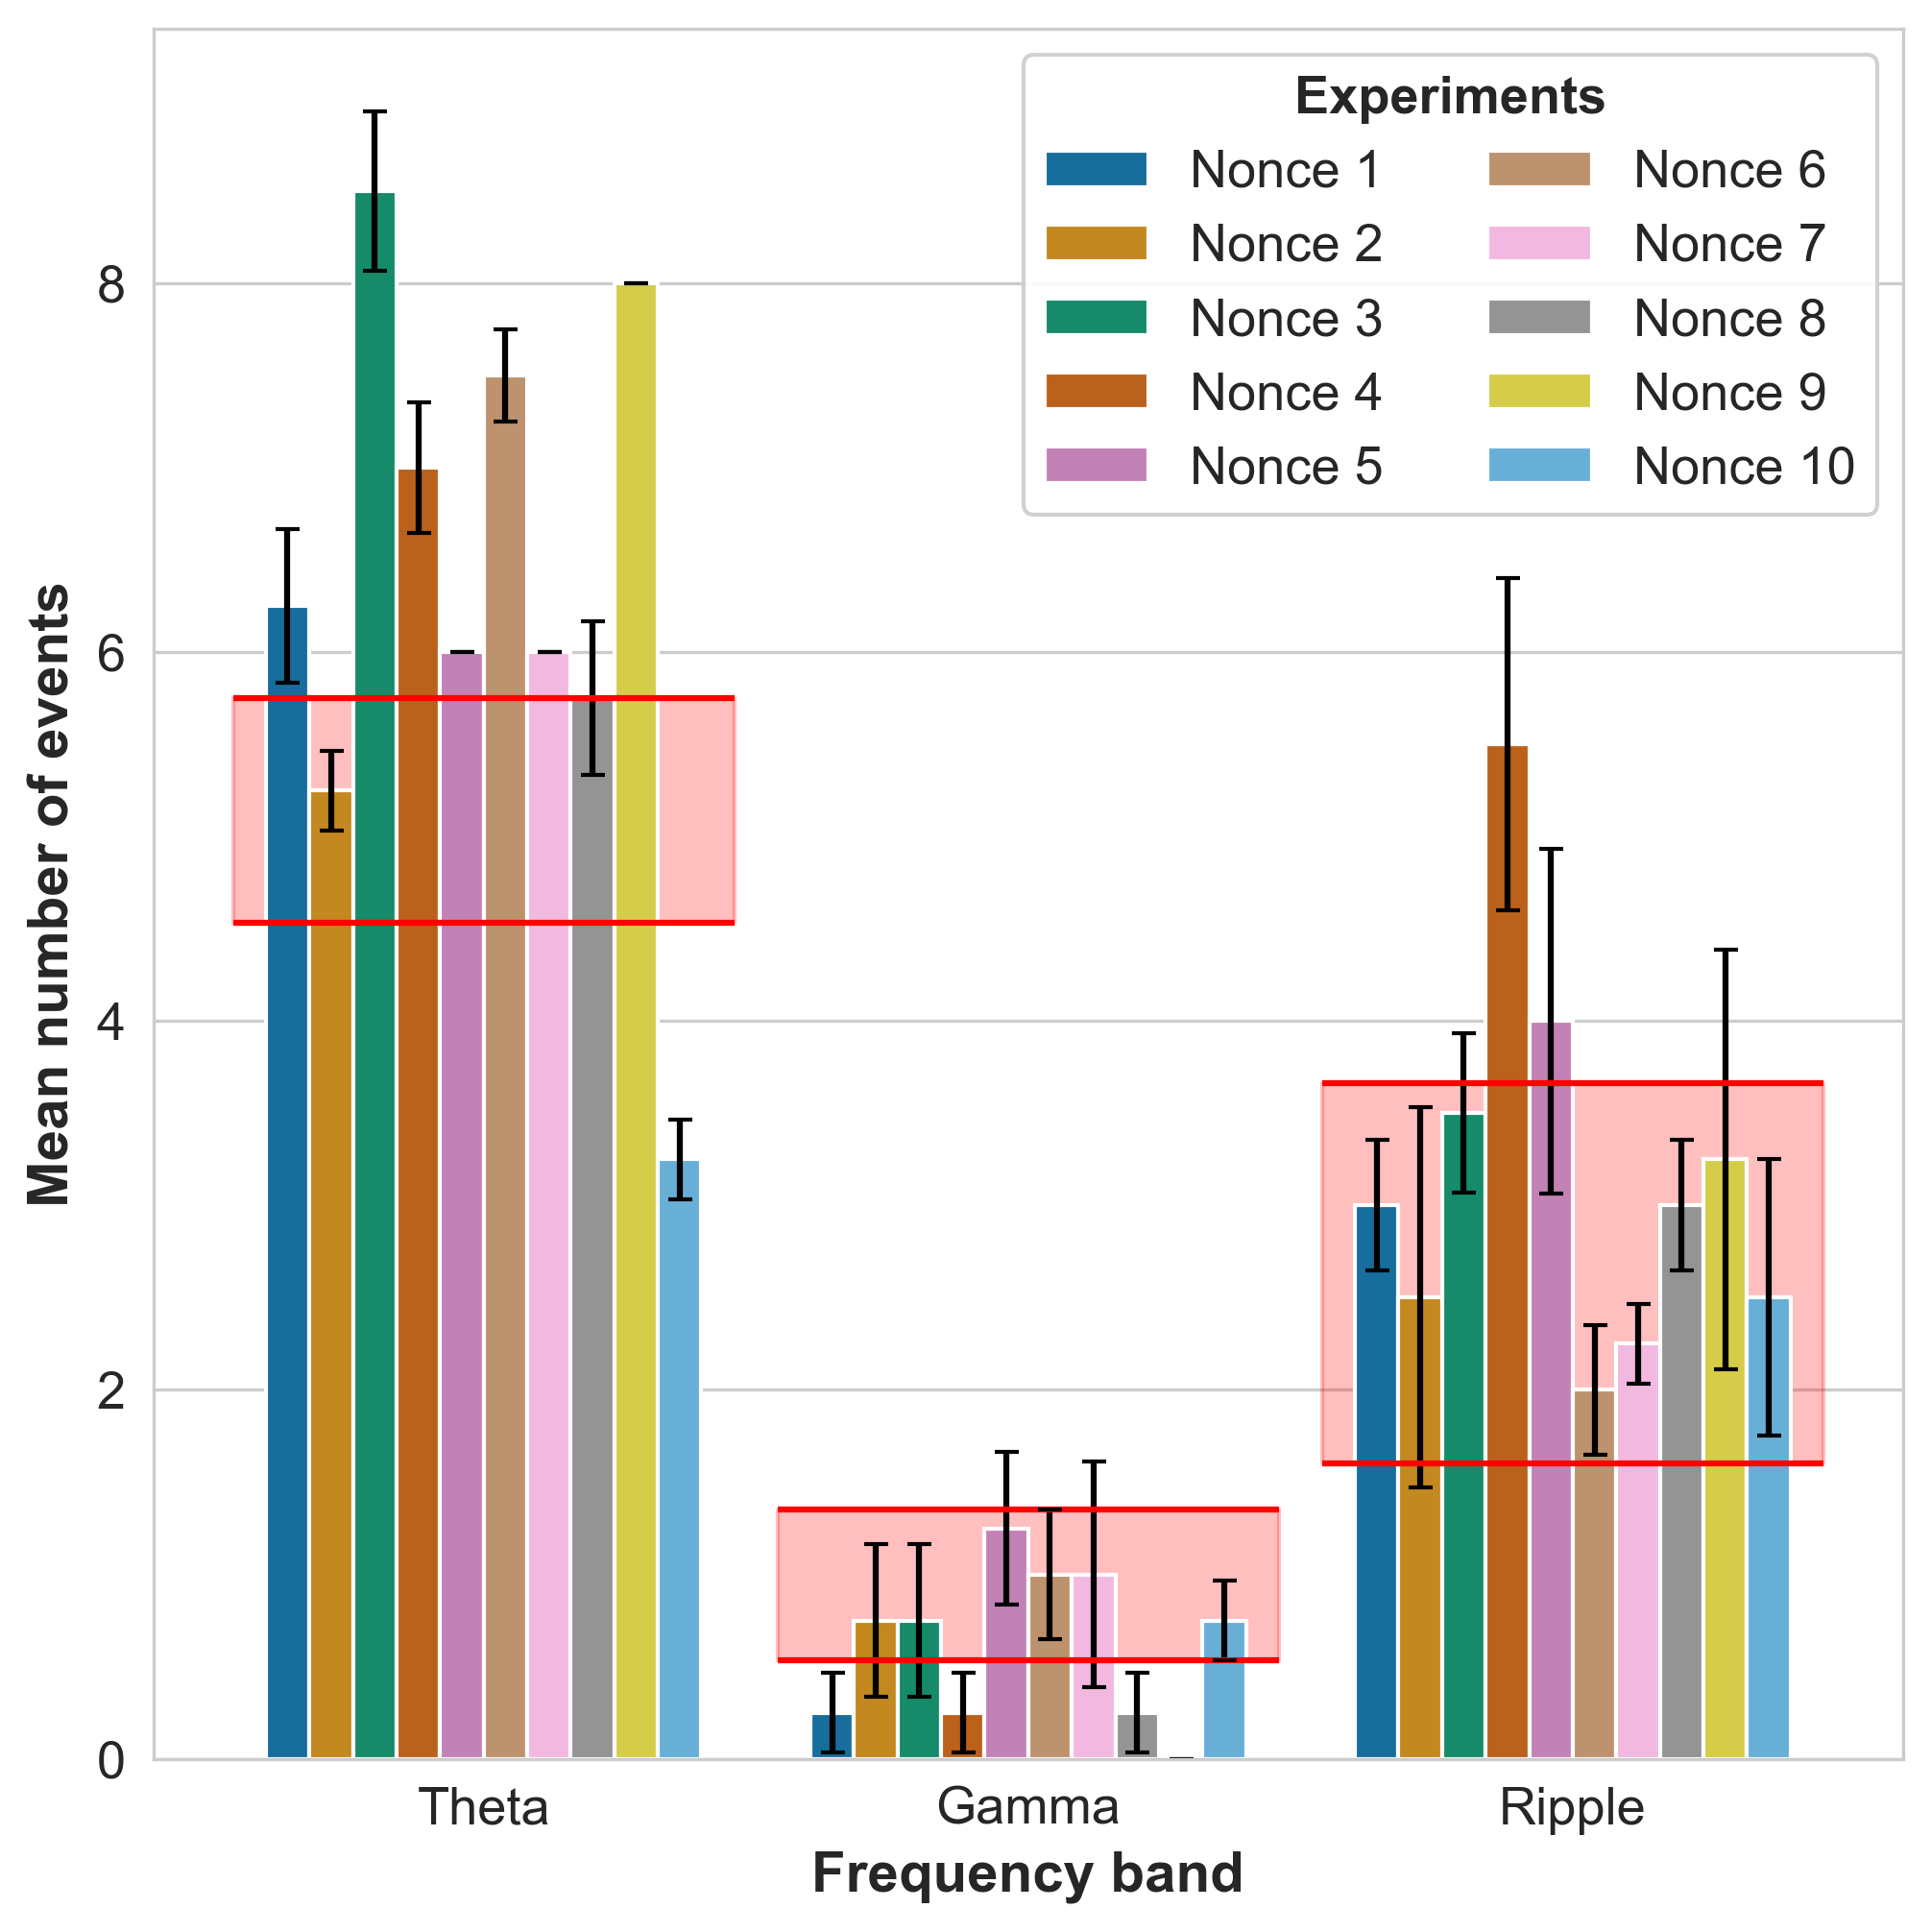 Mean number of events
8
6
4
2
0
Experiments
Nonce 1
Nonce 2
Nonce 3
Nonce 4
Nonce 5
Nonce 6
Nonce 7
Nonce 8
Nonce 9
Nonce 10
Theta
Gamma
Ripple
Frequency band